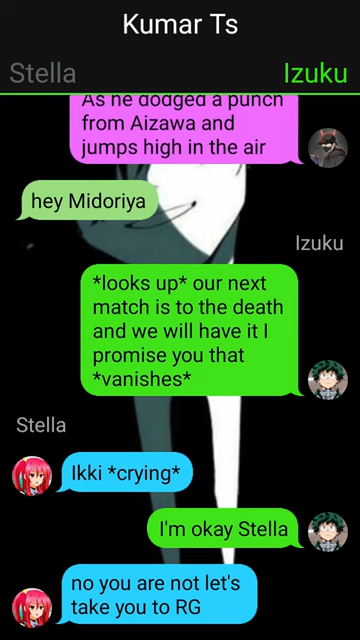 Kumar Ts
Stella
Izuku
As he dodged a punch
from Aizawa and
jumps high in the air
hey Midoriya
Izuku
*looks up* our next
match is to the death
and we will have it I
promise you that
*vanishes*
Stella
Ikki *crying*
I'm okay Stella
no you are not let's
take you to RG